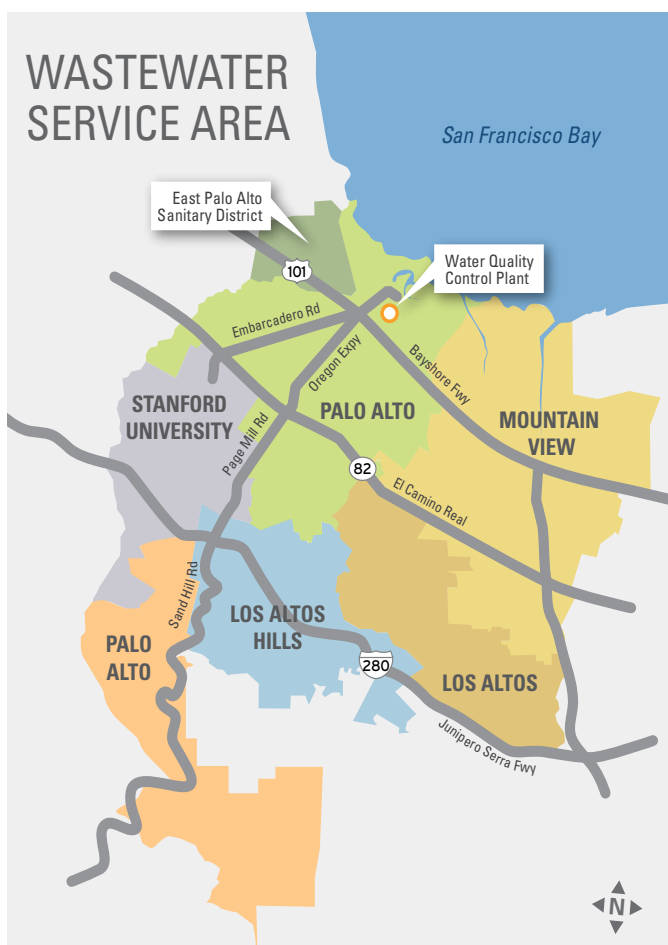 WASTEWATER
SERVICE AREA
San Francisco Bay
East Palo Alto
Sanitary District
Water Quality
Control Plant
101
Embarcadero Rd
Oregon Expy
Bayshore Fwy
STANFORD
UNIVERSITY
PALO ALTO
MOUNTAIN
VIEW
Page Mill Rd
82
El Camino Real
Sand Hill Rd
LOS ALTOS
HILLS
PALO
ALTO
280
LOS ALTOS
Junipero Serra Fwy
N